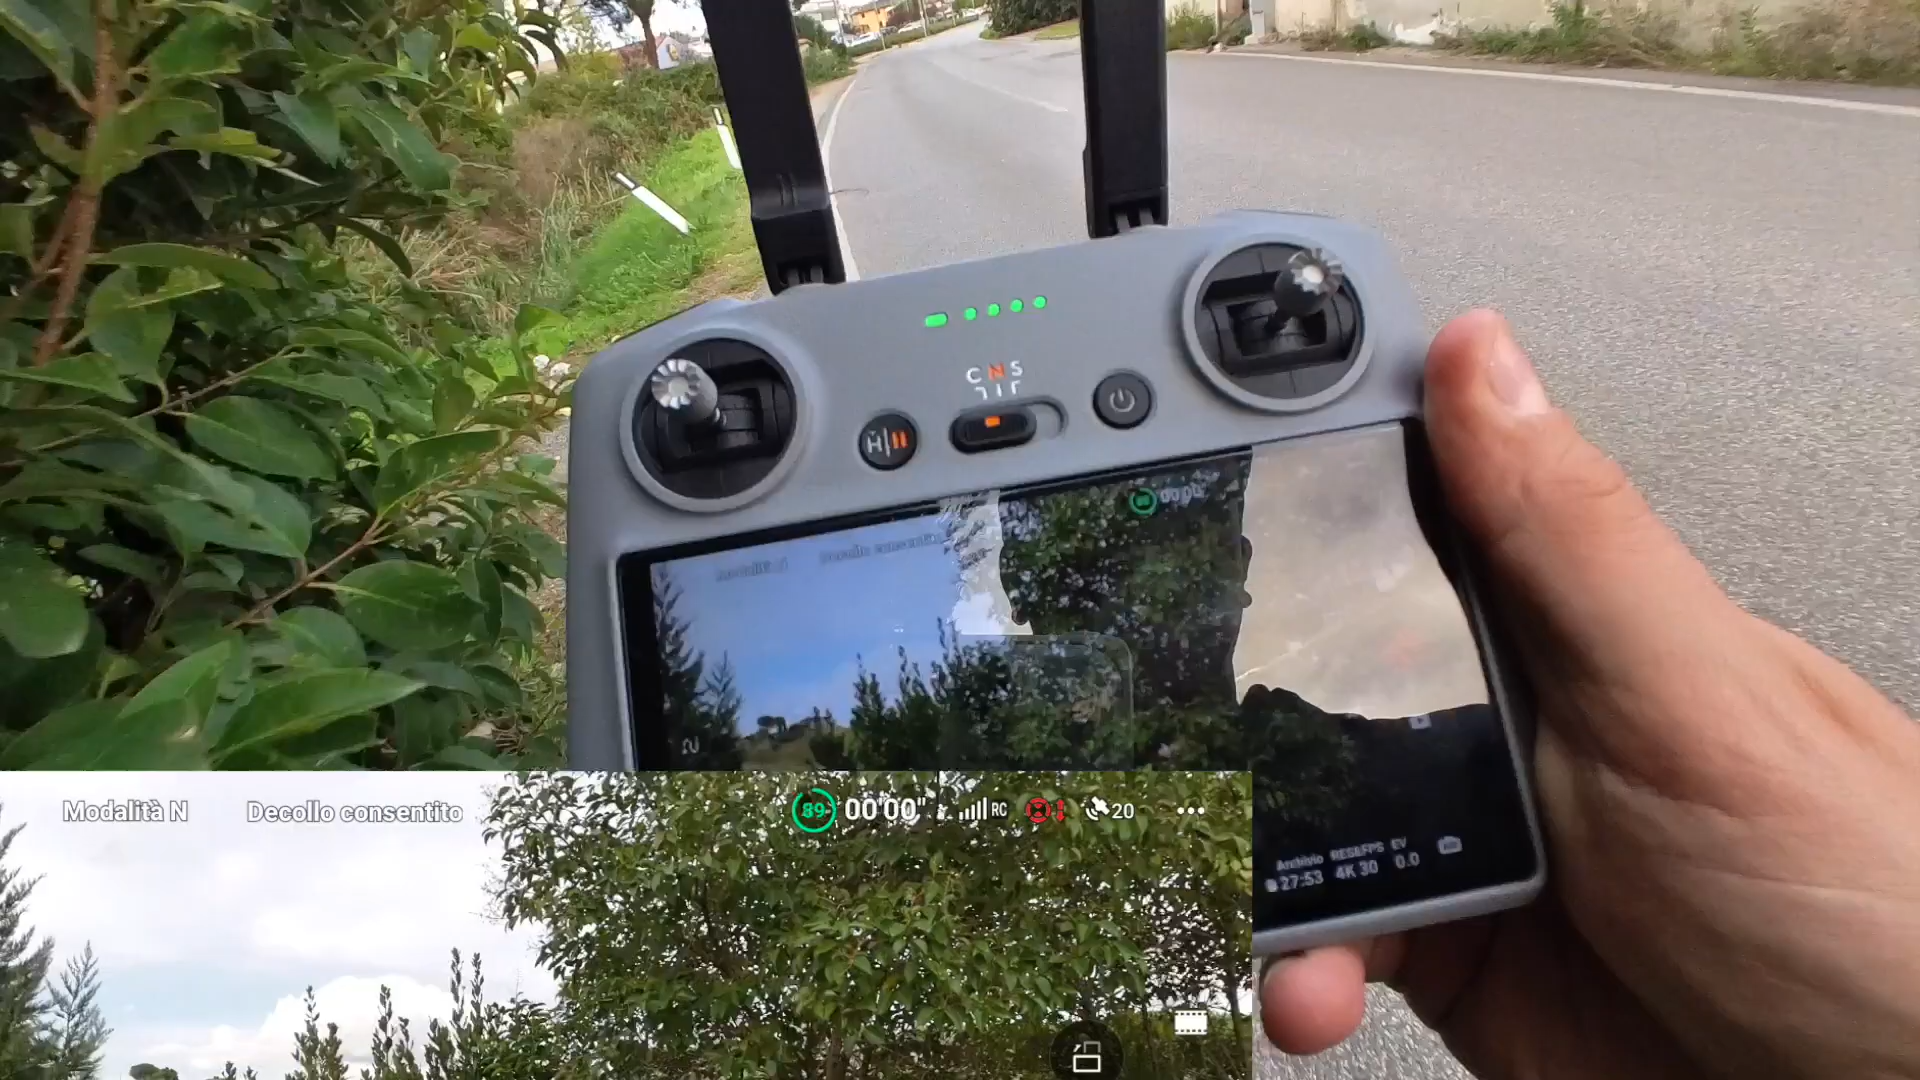 C N S
H
Modalità N Decollo consentito
89 00'00" RC 20
Archivio RES&FPS EV
27:53 4K 30 0.0